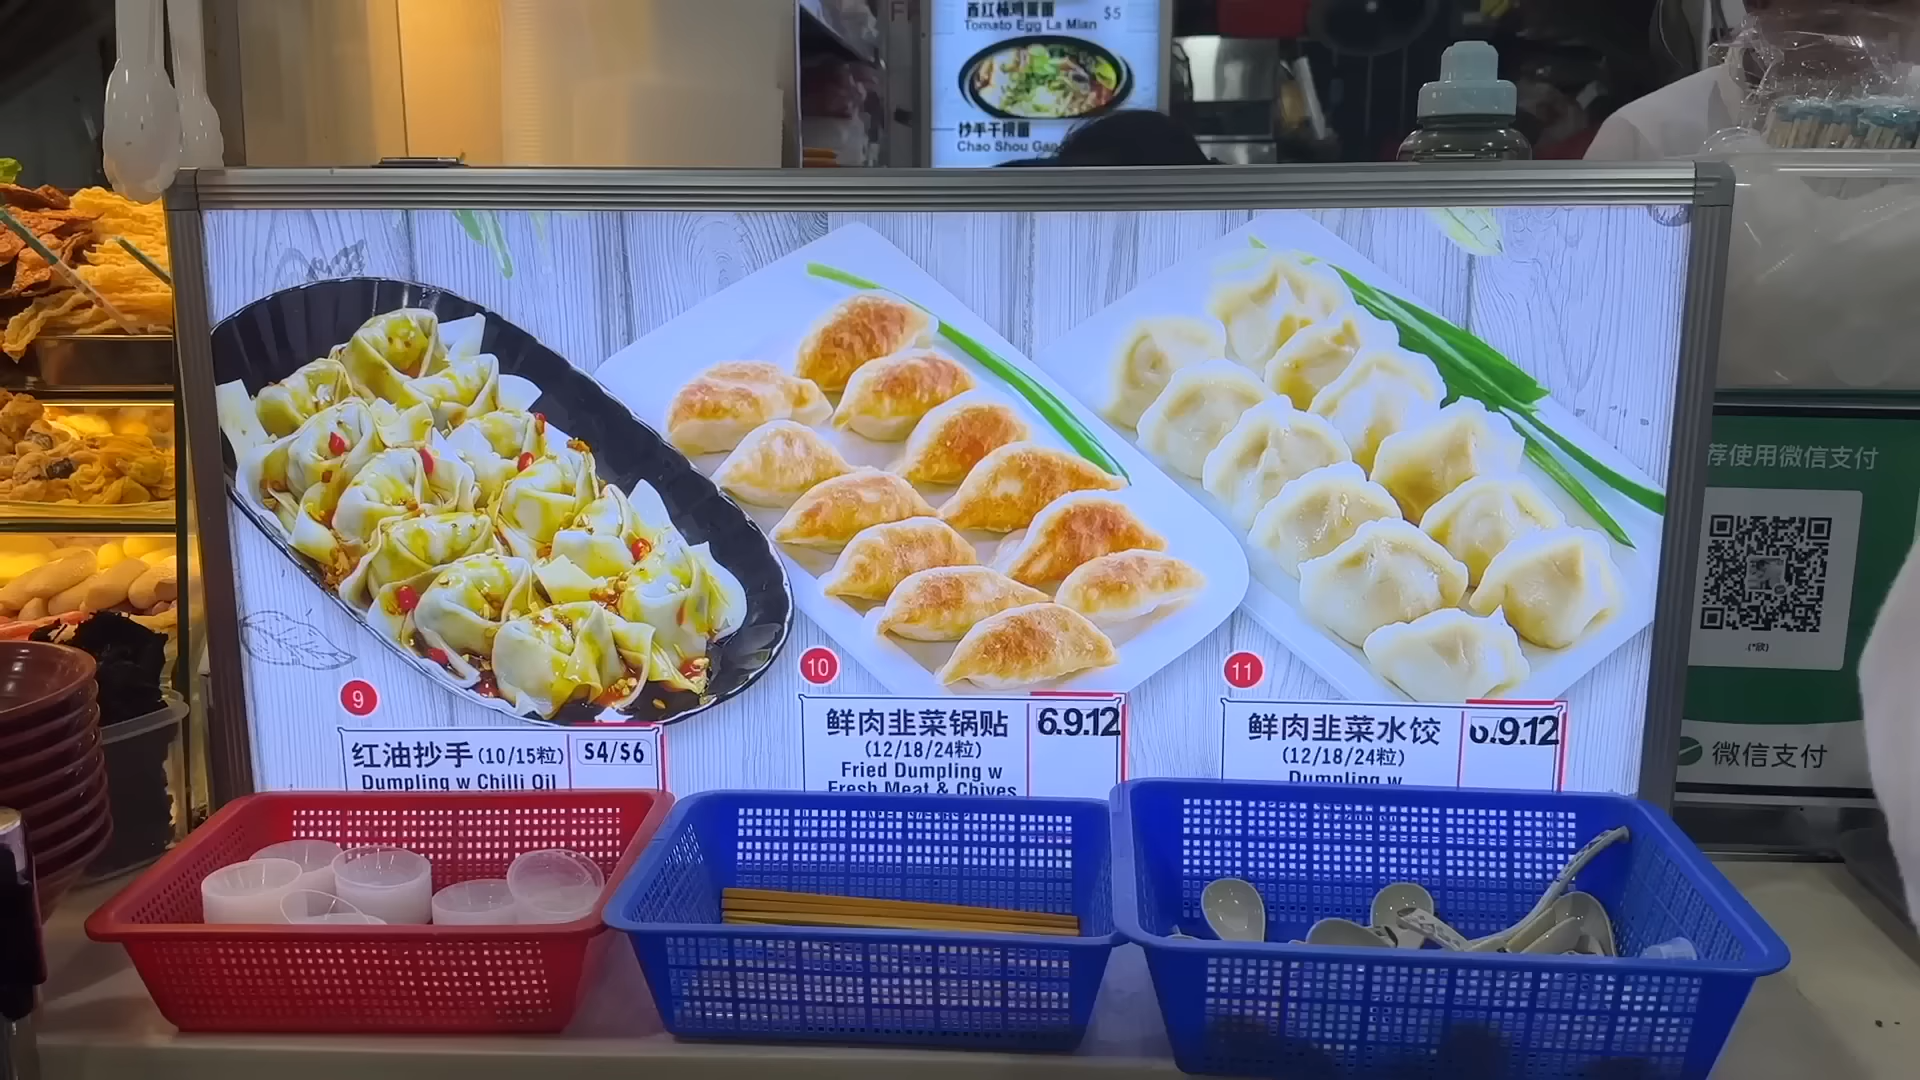 西红柿鸡蛋面 $5
Tomato Egg La Mian
抄手干捞面
Chao Shou
9
红油抄手(10/15粒) $4/$6
Dumpling w Chilli Oil
10
鲜肉韭菜锅贴 6.9.12
(12/18/24粒)
Fried Dumpling w
Fresh Meat & Chives
11
鲜肉韭菜水饺 6.9.12
(12/18/24粒)
Dumpling w
荐使用微信支付
(*欣)
微信支付